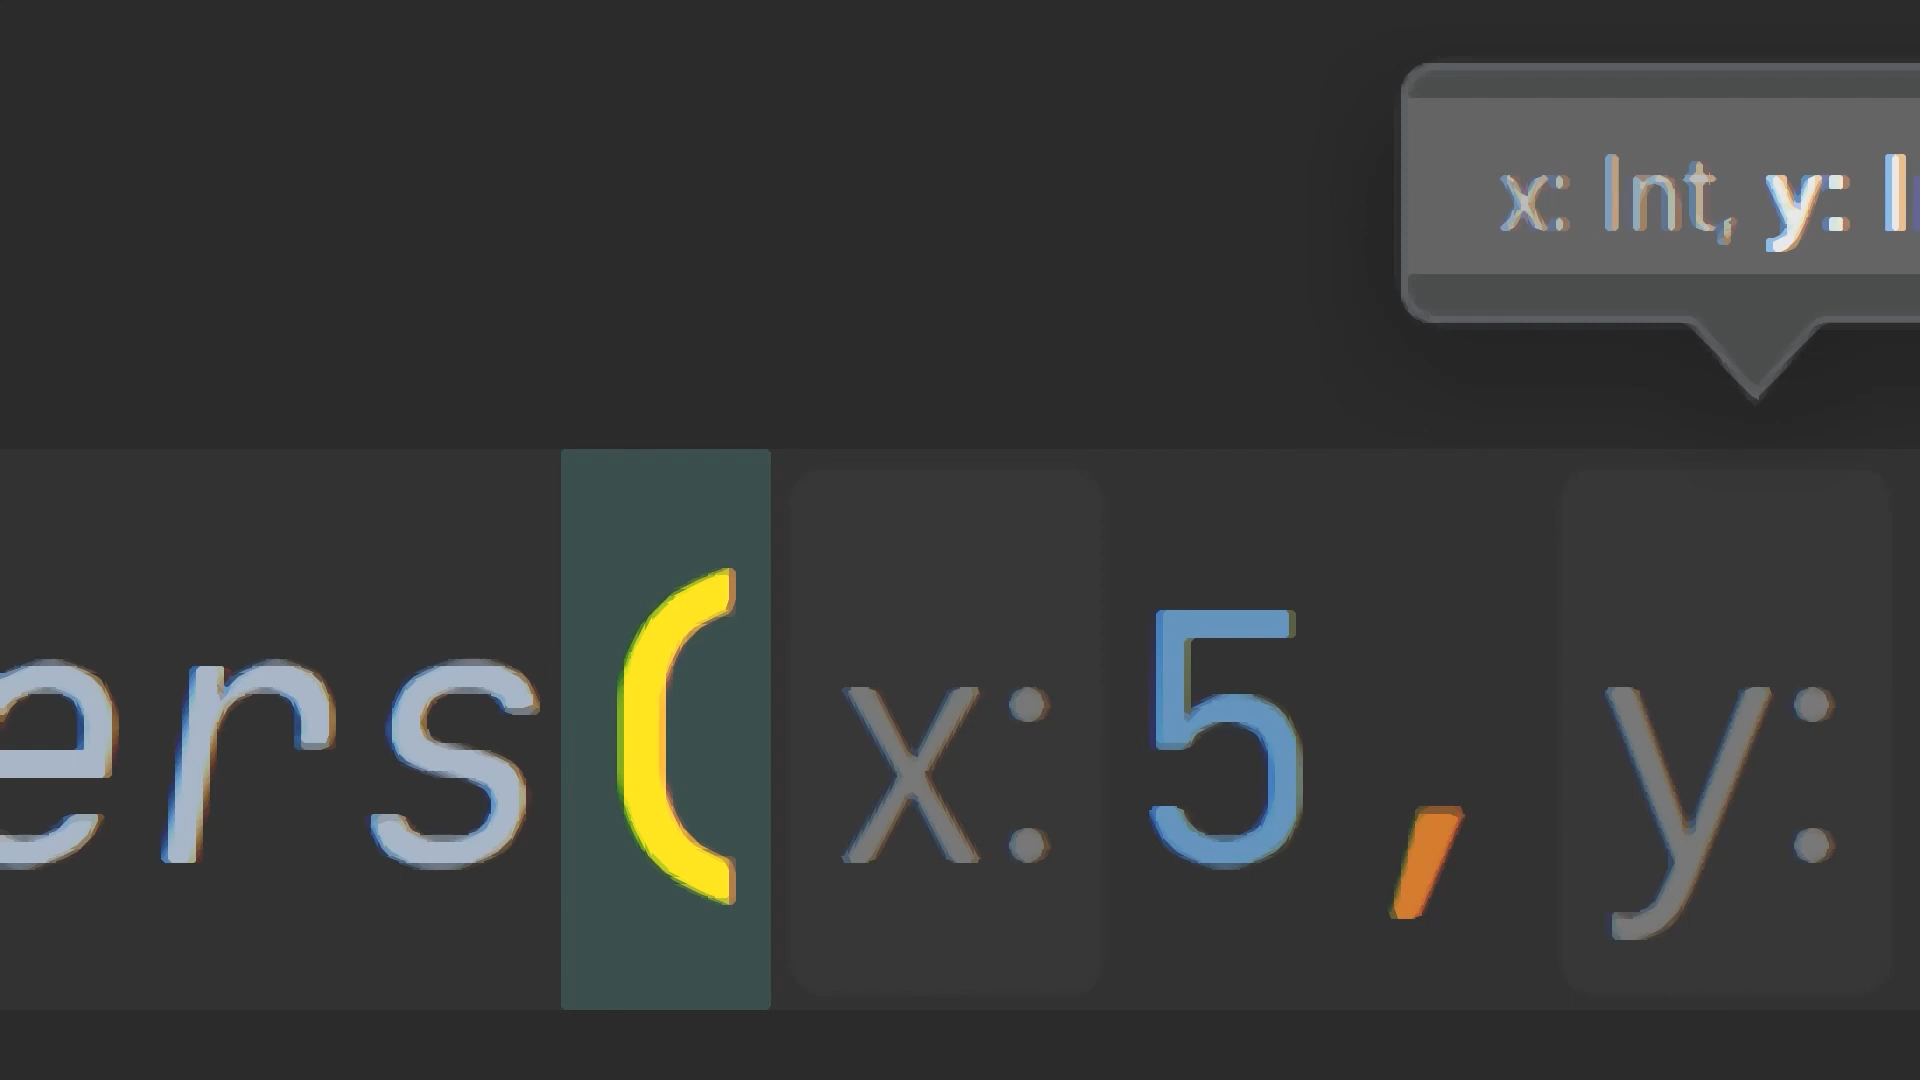 x: Int, y: I
ers( x: 5, y: